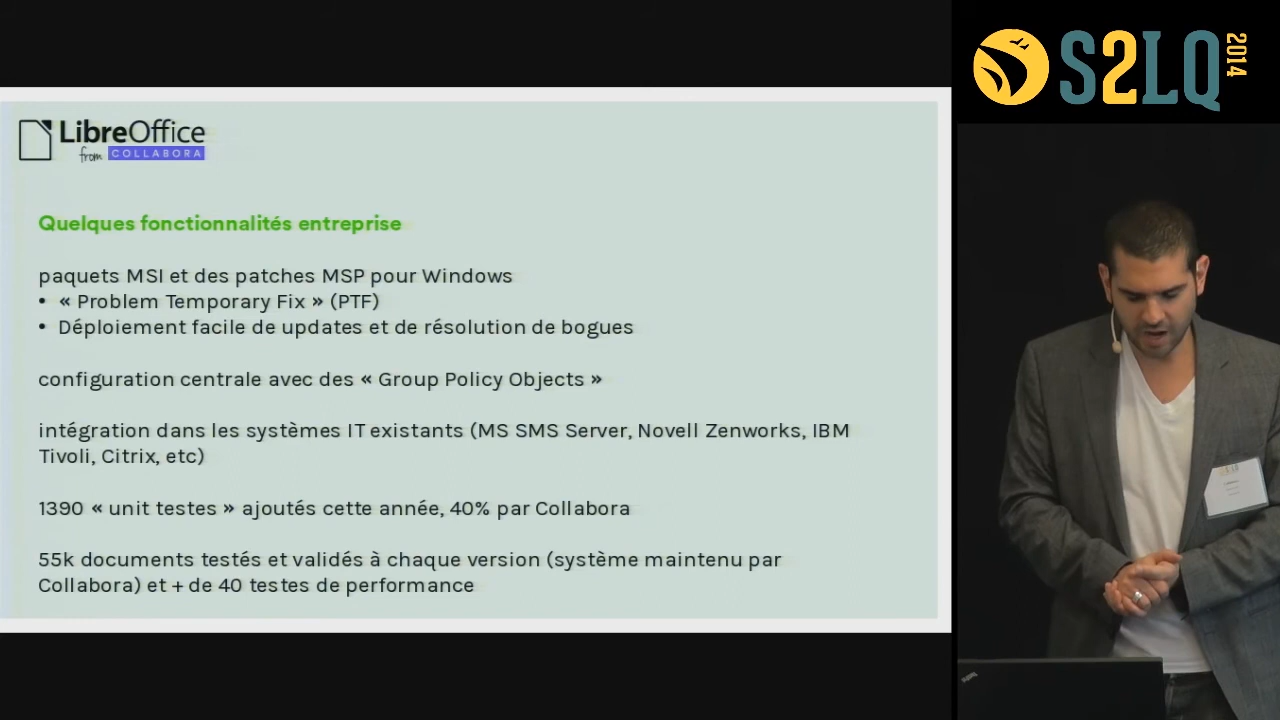 LibreOffice
from COLLABORA
Quelques fonctionnalités entreprise
paquets MSI et des patches MSP pour Windows
• « Problem Temporary Fix » (PTF)
• Déploiement facile de updates et de résolution de bogues
configuration centrale avec des « Group Policy Objects »
intégration dans les systèmes IT existants (MS SMS Server, Novell Zenworks, IBM
Tivoli, Citrix, etc)
1390 « unit testes » ajoutés cette année, 40% par Collabora
55k documents testés et validés à chaque version (système maintenu par
Collabora) et + de 40 testes de performance
S2LQ 2014